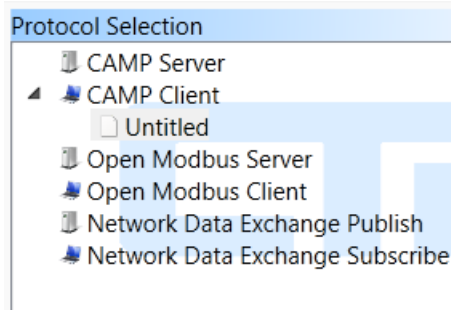 Protocol Selection
CAMP Server
CAMP Client
Untitled
Open Modbus Server
Open Modbus Client
Network Data Exchange Publish
Network Data Exchange Subscribe